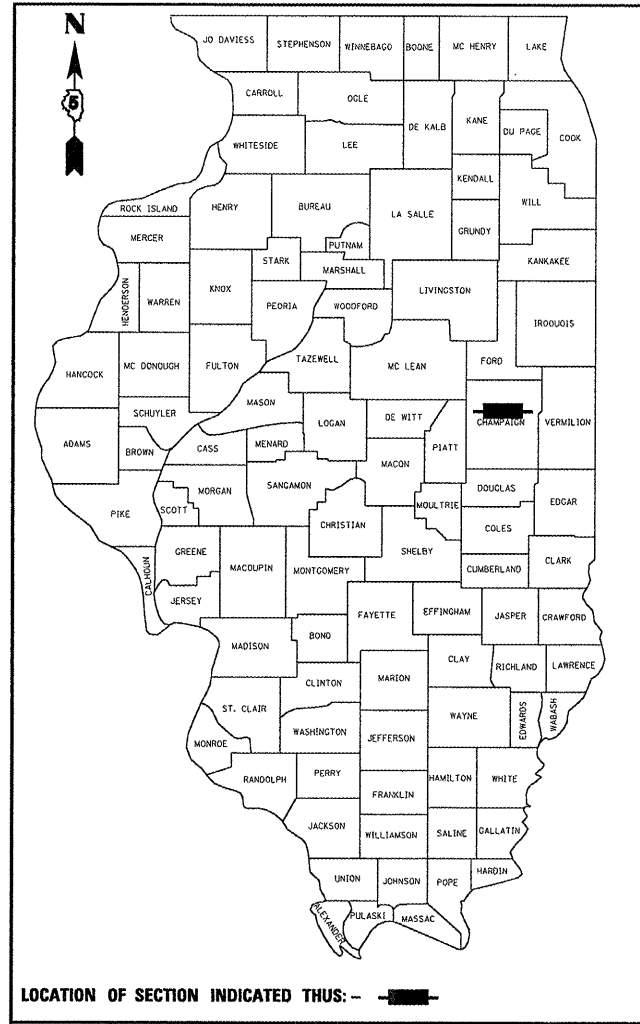 N
5
JO DAVIESS STEPHENSON WINNEBAGO BOONE MC HENRY LAKE
CARROLL OGLE DE KALB KANE DU PAGE COOK
WHITESIDE LEE
KENDALL WILL
ROCK ISLAND HENRY BUREAU LA SALLE GRUNDY
MERCER PUTNAM
STARK MARSHALL KANKAKEE
HENDERSON WARREN KNOX PEORIA WOODFORD LIVINGSTON
IROQUOIS
HANCOCK MC DONOUGH FULTON TAZEWELL MC LEAN FORD
MASON
SCHUYLER LOGAN DE WITT CHAMPAIGN VERMILION
ADAMS BROWN CASS MENARD PIATT
MACON
MORGAN SANGAMON DOUGLAS EDGAR
PIKE SCOTT CHRISTIAN MOULTRIE
COLES
GREENE SHELBY
CALHOUN MACOUPIN MONTGOMERY CUMBERLAND CLARK
JERSEY
FAYETTE EFFINGHAM JASPER CRAWFORD
MADISON BOND
CLAY RICHLAND LAWRENCE
CLINTON MARION
ST. CLAIR WAYNE EDWARDS WABASH
WASHINGTON JEFFERSON
MONROE
RANDOLPH PERRY HAMILTON WHITE
FRANKLIN
JACKSON WILLIAMSON SALINE GALLATIN
UNION JOHNSON POPE HARDIN
ALEXANDER PULASKI MASSAC
LOCATION OF SECTION INDICATED THUS: –